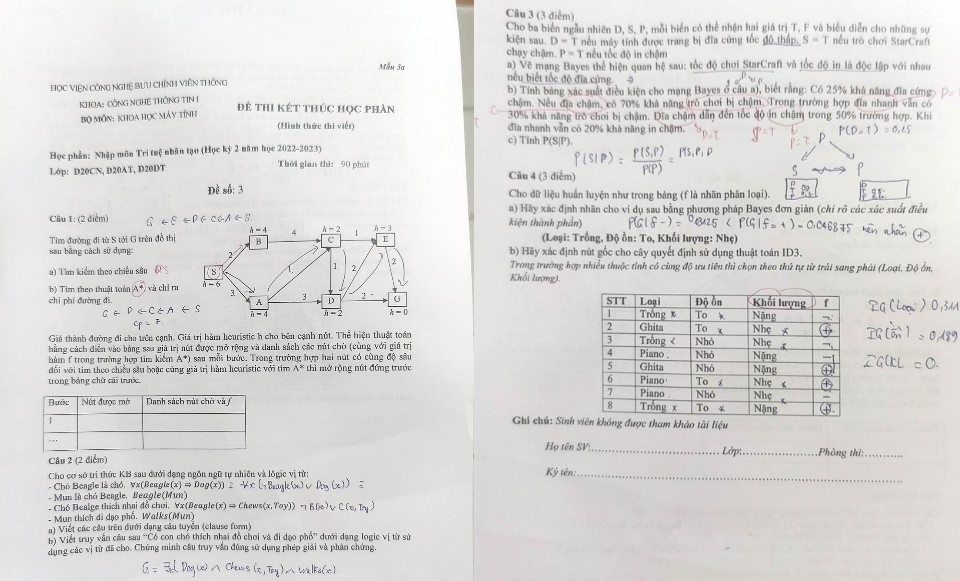 Mẫu 3a
HỌC VIỆN CÔNG NGHỆ BƯU CHÍNH VIỄN THÔNG
KHOA: CÔNG NGHỆ THÔNG TIN I
BỘ MÔN: KHOA HỌC MÁY TÍNH
ĐỀ THI KẾT THÚC HỌC PHẦN
(Hình thức thi viết)
Học phần: Nhập môn Trí tuệ nhân tạo (Học kỳ 2 năm học 2022-2023)
Lớp: D20CN, D20AT, D20DT Thời gian thi: 90 phút
Đề số: 3
Câu 1: (2 điểm)
G ← E ← D ← C ← A ← S
Tìm đường đi từ S tới G trên đồ thị
sau bằng cách sử dụng:
a) Tìm kiếm theo chiều sâu
b) Tìm theo thuật toán A* và chỉ ra
chi phí đường đi.
G ← D ← C ← A ← S
Cp = 7
h=4 B 4 h=2 C 1 h=3 E
2 1 1 2 2
S h=6
3 A 3 D 2 G
h=4 h=2 h=0
Giá thành đường đi cho trên cạnh. Giá trị hàm heuristic h cho bên cạnh nút. Thể hiện thuật toán
bằng cách điền vào bảng sau giá trị nút được mở rộng và danh sách các nút chờ (cùng với giá trị
hàm f trong trường hợp tìm kiếm A*) sau mỗi bước. Trong trường hợp hai nút có cùng độ sâu
đối với tìm theo chiều sâu hoặc cùng giá trị hàm heuristic với tìm A* thì mở rộng nút đứng trước
trong bảng chữ cái trước.
Bước Nút được mở Danh sách nút chờ và f
1
...
Câu 2 (2 điểm)
Cho cơ sở tri thức KB sau dưới dạng ngôn ngữ tự nhiên và lôgic vị từ:
- Chó Beagle là chó. ∀x(Beagle(x) ⇒ Dog(x)) ≡ ∀x (¬Beagle(x) ∨ Dog(x)) ≡
- Mun là chó Beagle. Beagle(Mun)
- Chó Bealge thích nhai đồ chơi. ∀x(Beagle(x) ⇒ Chews(x,Toy)) ¬B(x) ∨ C(x, Toy)
- Mun thích đi dạo phố. Walks(Mun)
a) Viết các câu trên dưới dạng câu tuyển (clause form)
b) Viết truy vấn câu sau "Có con chó thích nhai đồ chơi và đi dạo phố" dưới dạng logic vị từ sử
dụng các vị từ đã cho. Chứng minh câu truy vấn đúng sử dụng phép giải và phản chứng.
G = ∃x Dog(x) ∧ Chews(x, Toy) ∧ Walks(x)
Câu 3 (3 điểm)
Cho ba biến ngẫu nhiên D, S, P, mỗi biến có thể nhận hai giá trị T, F và biểu diễn cho những sự
kiện sau. D = T nếu máy tính được trang bị đĩa cứng tốc độ thấp. S = T nếu trò chơi StarCraft
chạy chậm. P = T nếu tốc độ in chậm
a) Vẽ mạng Bayes thể hiện quan hệ sau: tốc độ chơi StarCraft và tốc độ in là độc lập với nhau
nếu biết tốc độ đĩa cứng.
b) Tính bảng xác suất điều kiện cho mạng Bayes ở câu a), biết rằng: Có 25% khả năng đĩa cứng
chậm. Nếu đĩa chậm, có 70% khả năng trò chơi bị chậm. Trong trường hợp đĩa nhanh vẫn có
30% khả năng trò chơi bị chậm. Đĩa chậm dẫn đến tốc độ in chậm trong 50% trường hợp. Khi
đĩa nhanh vẫn có 20% khả năng in chậm.
D=T P=T P(D=T) = 0,25
c) Tính P(S|P).
P(S|P) = P(S,P) / P(P) = P(S,P,D
D
S P
Câu 4 (3 điểm)
Cho dữ liệu huấn luyện như trong bảng (f là nhãn phân loại).
a) Hãy xác định nhãn cho ví dụ sau bằng phương pháp Bayes đơn giản (chỉ rõ các xác suất điều
kiện thành phần)
P(G|f = +) = 0,046875 nên nhãn +
(Loại: Trống, Độ ồn: To, Khối lượng: Nhẹ)
b) Hãy xác định nút gốc cho cây quyết định sử dụng thuật toán ID3.
Trong trường hợp nhiều thuộc tính có cùng độ ưu tiên thì chọn theo thứ tự từ trái sang phải (Loại, Độ ồn,
Khối lượng).
STT Loại Độ ồn Khối lượng f
1 Trống To Nặng -
2 Ghita To Nhẹ +
3 Trống Nhỏ Nhẹ -
4 Piano Nhỏ Nặng -
5 Ghita Nhỏ Nặng +
6 Piano To Nhẹ +
7 Piano Nhỏ Nhẹ -
8 Trống To Nặng +
IG(Loại) 0,311
IG(ồn) = 0,189
IG(KL = 0.
Ghi chú: Sinh viên không được tham khảo tài liệu
Họ tên SV:.......................................... Lớp:......................Phòng thi:...........
Ký tên:..........................................................................